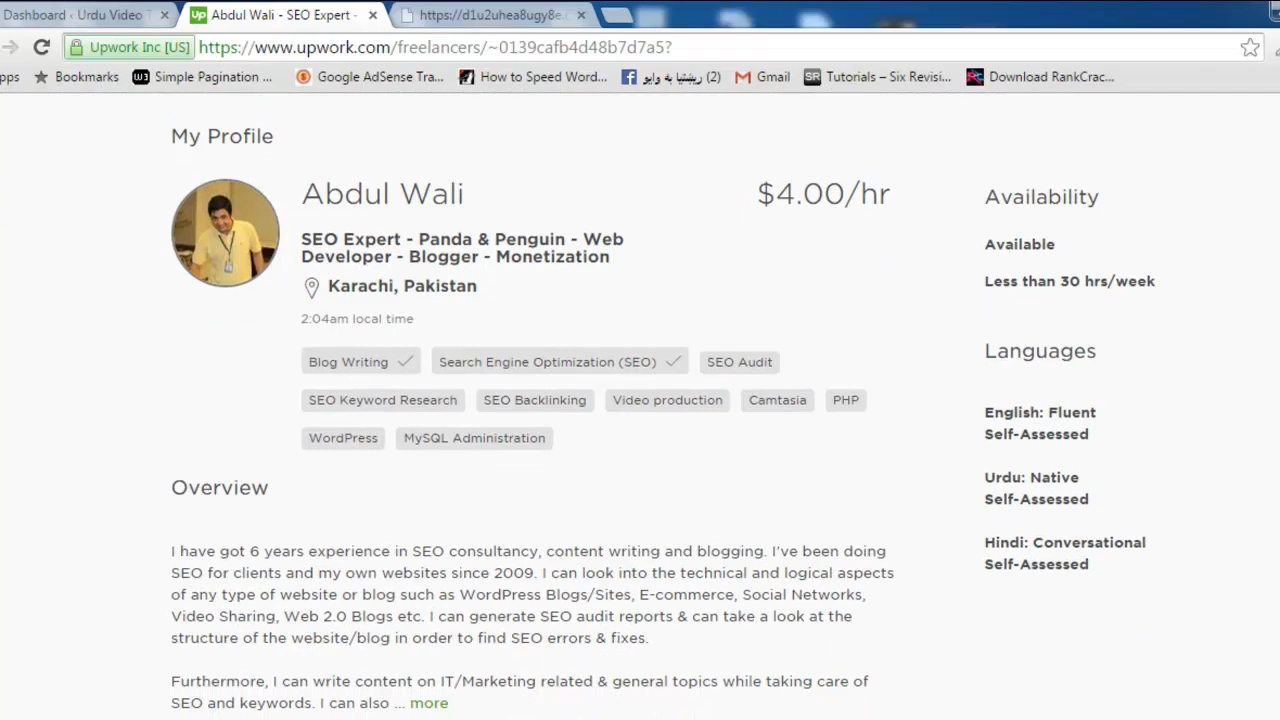 Dashboard ‹ Urdu Video T
Abdul Wali - SEO Expert -
https://d1u2uhea8ugy8e.c
Upwork Inc [US] https://www.upwork.com/freelancers/~0139cafb4d48b7d7a5?
pps Bookmarks Simple Pagination ... Google AdSense Tra... How to Speed Word... (2) ریښتیا به وایو Gmail Tutorials – Six Revisi... Download RankCrac...
My Profile
Abdul Wali
$4.00/hr
SEO Expert - Panda & Penguin - Web
Developer - Blogger - Monetization
Karachi, Pakistan
2:04am local time
Blog Writing Search Engine Optimization (SEO) SEO Audit
SEO Keyword Research SEO Backlinking Video production Camtasia PHP
WordPress MySQL Administration
Overview
I have got 6 years experience in SEO consultancy, content writing and blogging. I've been doing
SEO for clients and my own websites since 2009. I can look into the technical and logical aspects
of any type of website or blog such as WordPress Blogs/Sites, E-commerce, Social Networks,
Video Sharing, Web 2.0 Blogs etc. I can generate SEO audit reports & can take a look at the
structure of the website/blog in order to find SEO errors & fixes.
Furthermore, I can write content on IT/Marketing related & general topics while taking care of
SEO and keywords. I can also ... more
Availability
Available
Less than 30 hrs/week
Languages
English: Fluent
Self-Assessed
Urdu: Native
Self-Assessed
Hindi: Conversational
Self-Assessed